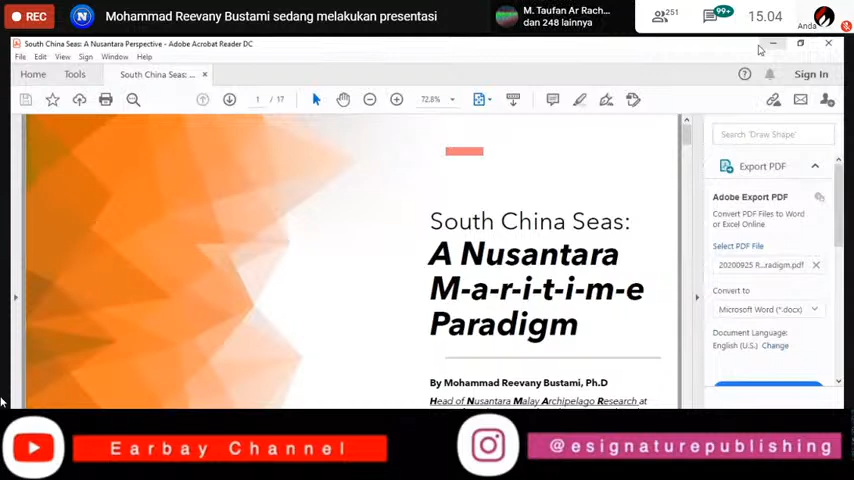 REC
Mohammad Reevany Bustami sedang melakukan presentasi
M. Taufan Ar Rach...
dan 248 lainnya
251
99+
15.04
Anda
South China Seas: A Nusantara Perspective - Adobe Acrobat Reader DC
File Edit View Sign Window Help
Home Tools South China Seas: ... × Sign In
1 / 17 72.8%
Search 'Draw Shape'
Export PDF
Adobe Export PDF
Convert PDF Files to Word
or Excel Online
Select PDF File
20200925 R...radigm.pdf ×
Convert to
Microsoft Word (*.docx)
Document Language:
English (U.S.) Change
South China Seas:
A Nusantara
M-a-r-i-t-i-m-e
Paradigm
By Mohammad Reevany Bustami, Ph.D
Head of Nusantara Malay Archipelago Research at
Earbay Channel
@esignaturepublishing